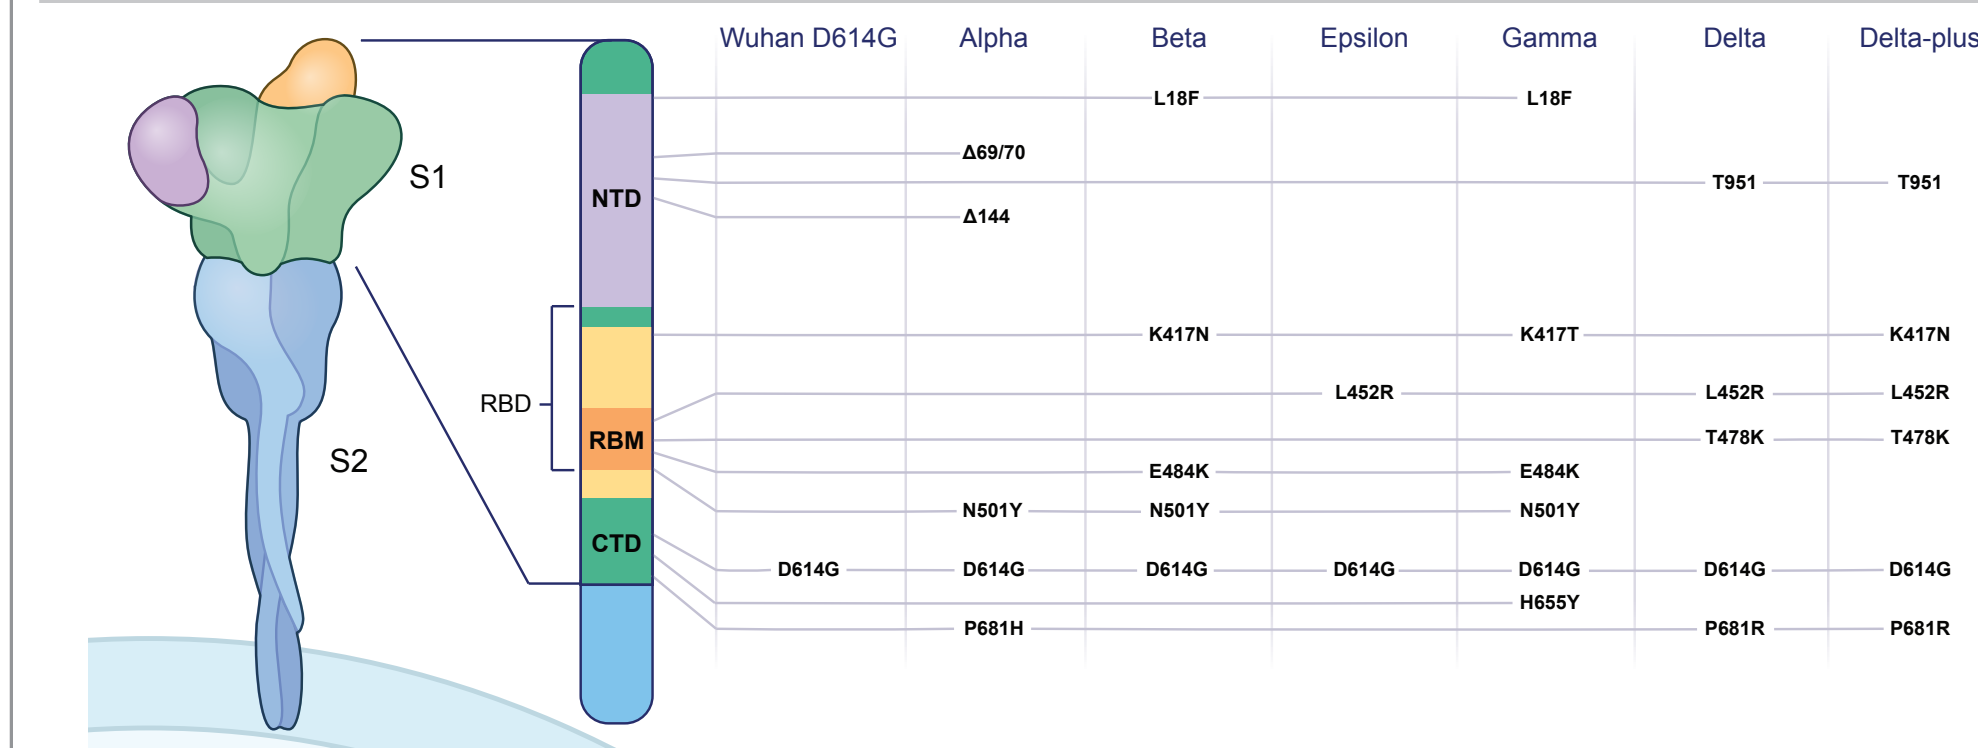 Wuhan D614G Alpha Beta Epsilon Gamma Delta Delta-plus
L18F L18F
Δ69/70
S1
T951 T951
NTD
Δ144
K417N K417T K417N
L452R L452R L452R
RBD
RBM
T478K T478K
S2
E484K E484K
N501Y N501Y N501Y
CTD
D614G D614G D614G D614G D614G D614G D614G
H655Y
P681H P681R P681R